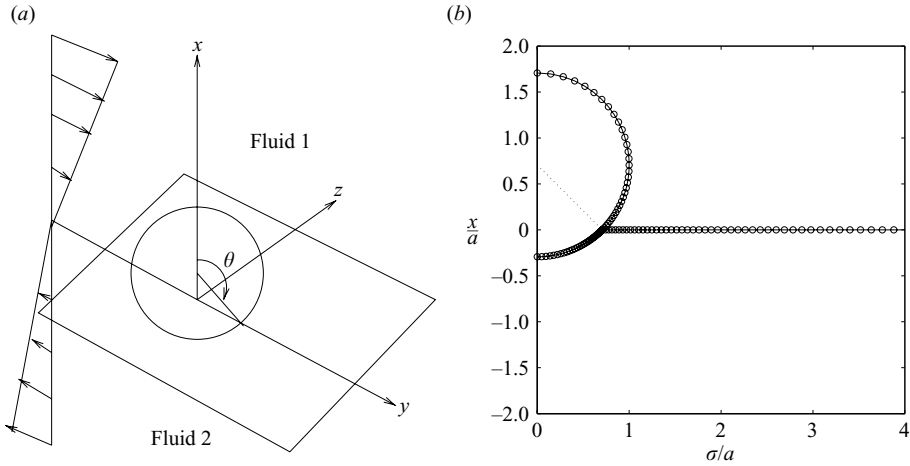 (a)
x
Fluid 1
z
θ
y
Fluid 2
(b)
2.0
1.5
1.0
0.5
x/a
0
–0.5
–1.0
–1.5
–2.0
0 1 2 3 4
σ/a